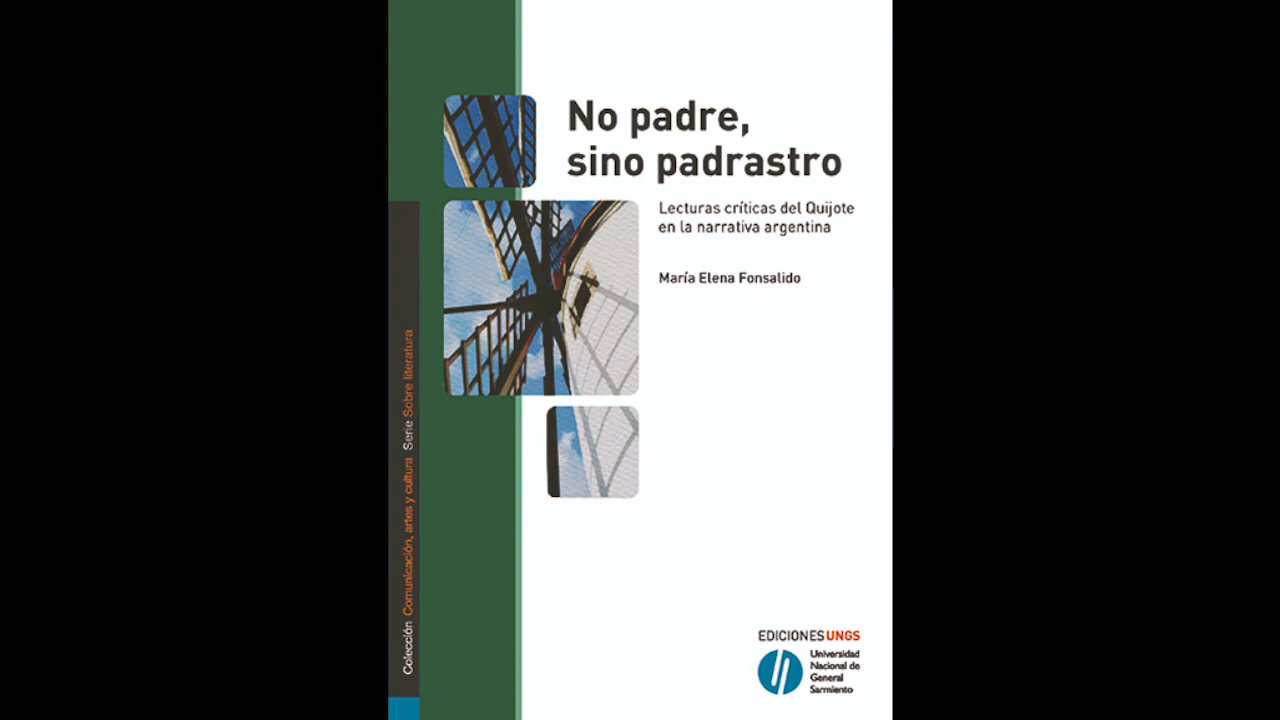 No padre,
sino padrastro
Lecturas críticas del Quijote
en la narrativa argentina
María Elena Fonsalido
Colección Comunicación, artes y cultura Serie Sobre literatura
EDICIONES UNGS
Universidad
Nacional de
General
Sarmiento